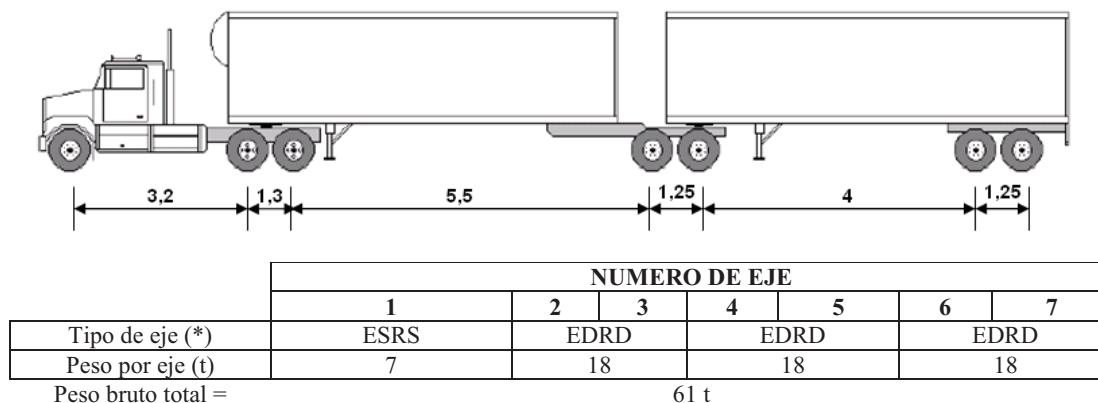 3,2 1,3 5,5 1,25 4 1,25
NUMERO DE EJE
1 2 3 4 5 6 7
Tipo de eje (*) ESRS EDRD EDRD EDRD
Peso por eje (t) 7 18 18 18
Peso bruto total = 61 t